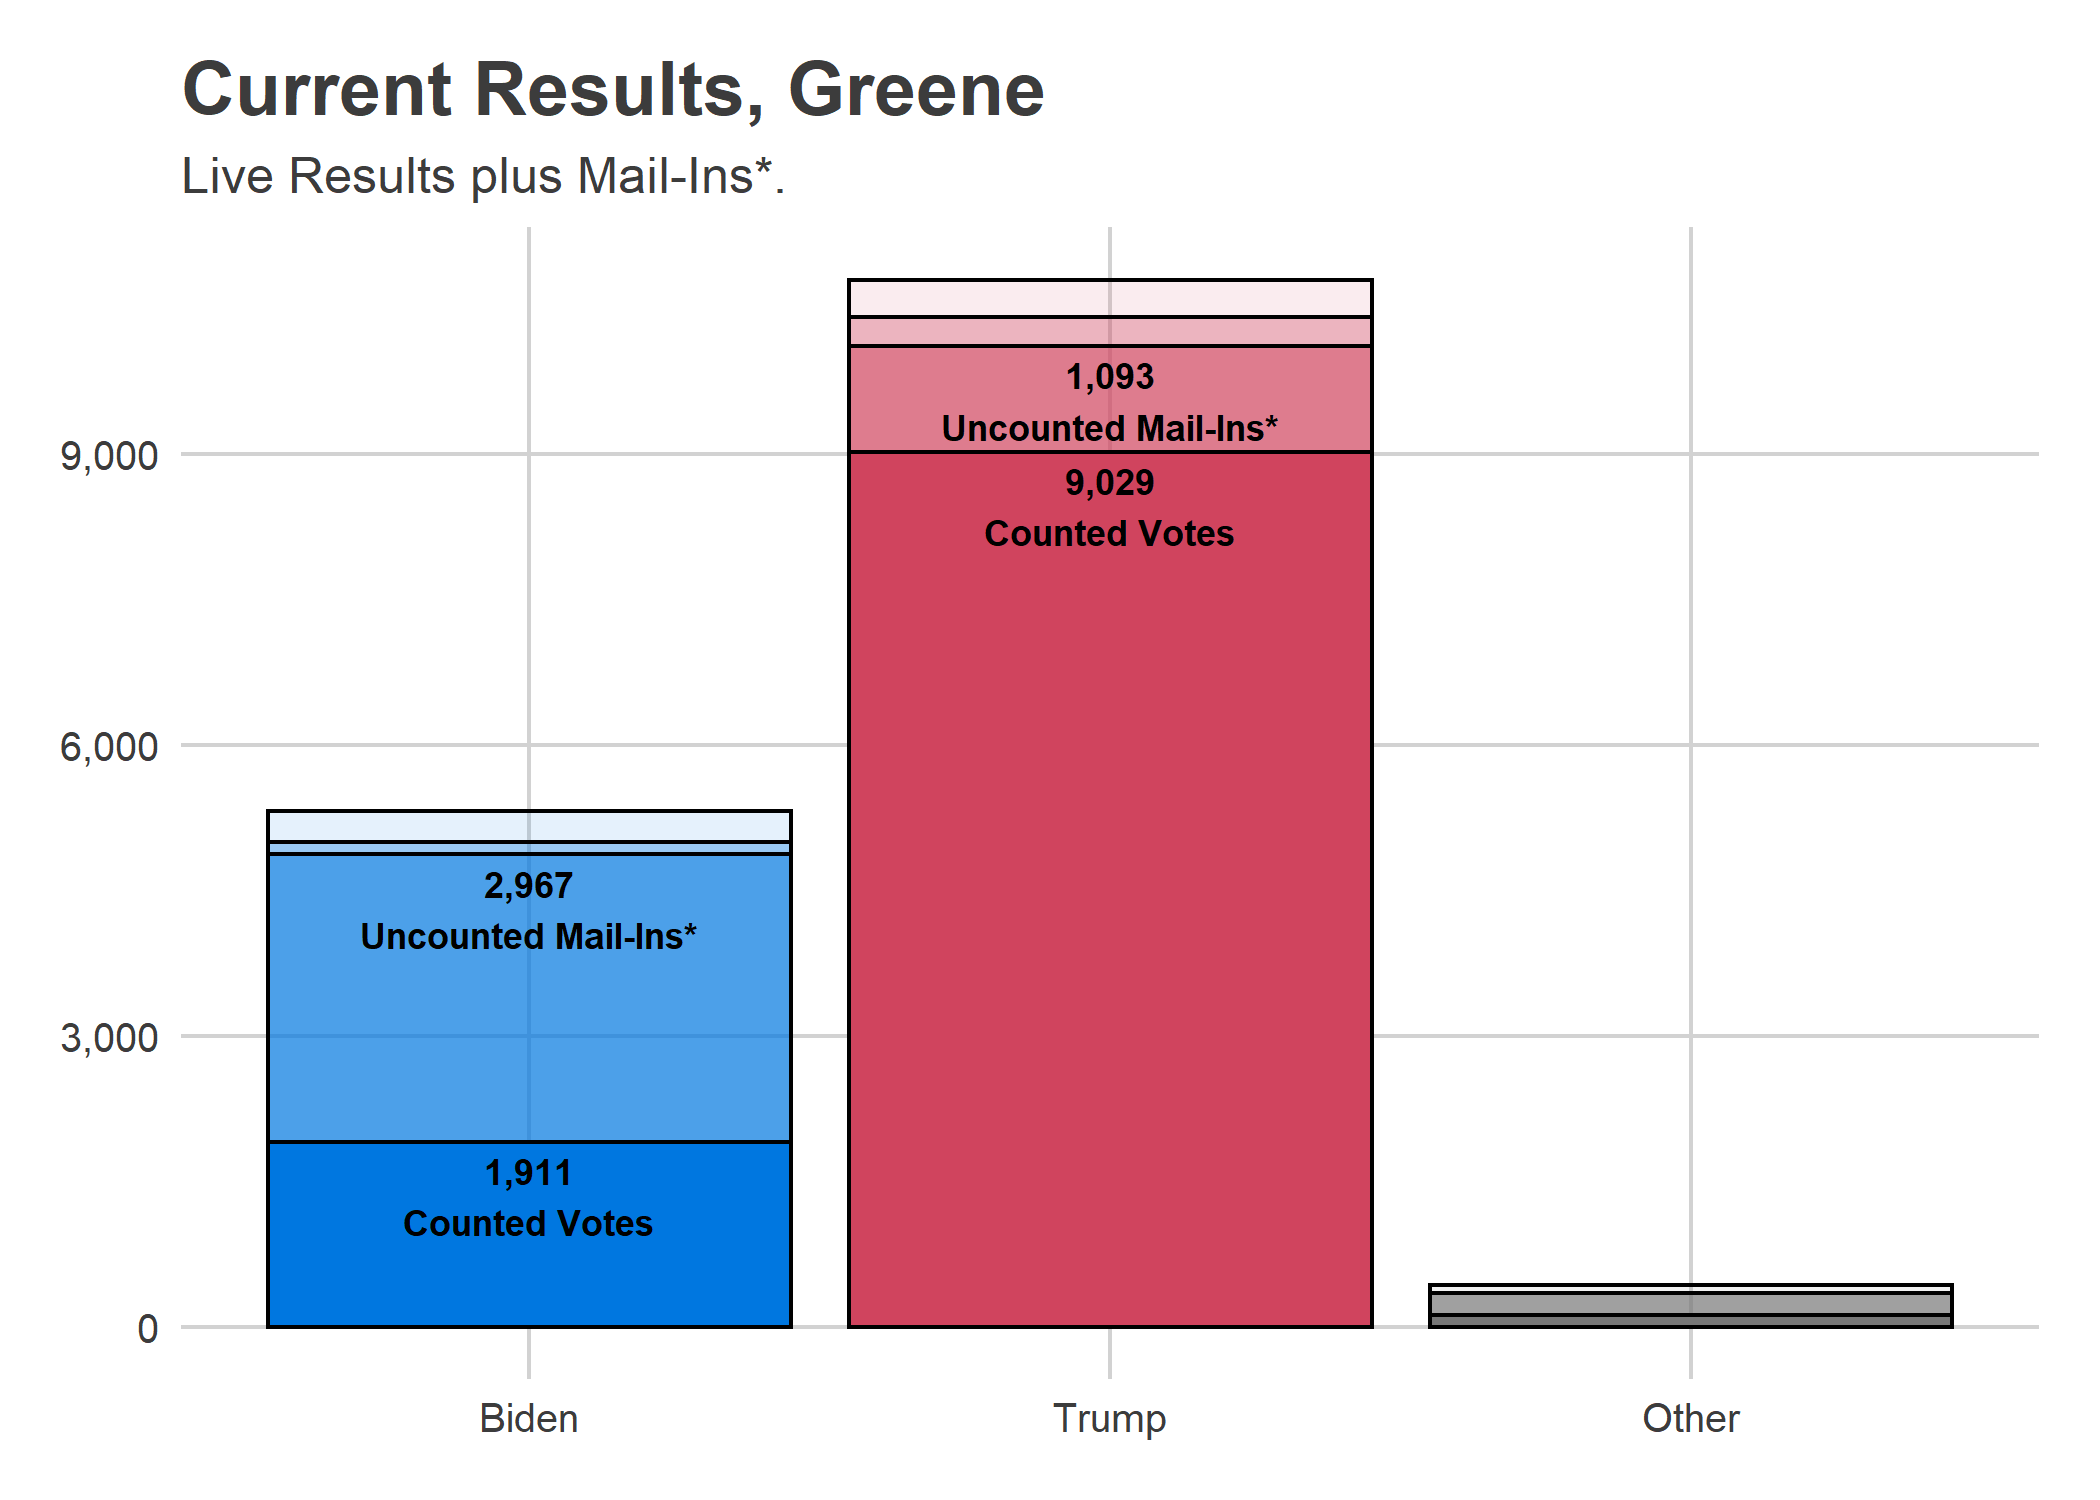 Current Results, Greene
Live Results plus Mail-Ins*.
9,000
6,000
3,000
0
2,967
Uncounted Mail-Ins*
1,911
Counted Votes
1,093
Uncounted Mail-Ins*
9,029
Counted Votes
Biden
Trump
Other